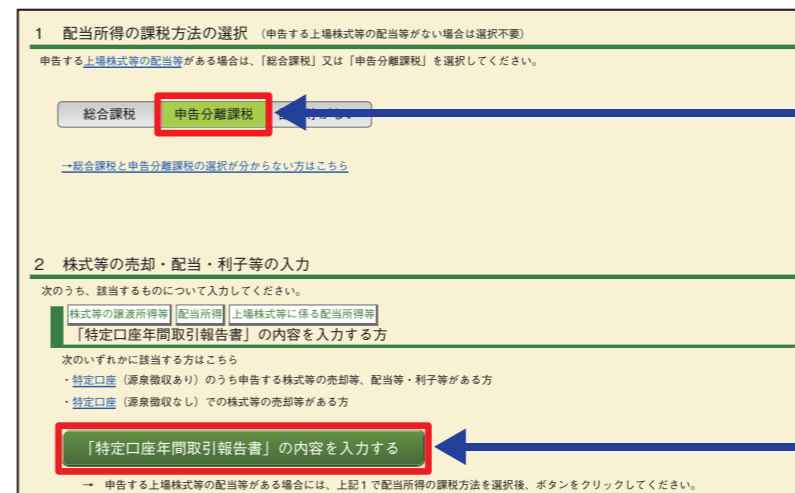 1 配当所得の課税方法の選択 (申告する上場株式等の配当等がない場合は選択不要)
申告する上場株式等の配当等がある場合は、「総合課税」又は「申告分離課税」を選択してください。
総合課税 申告分離課税
→総合課税と申告分離課税の選択が分からない方はこちら
2 株式等の売却・配当・利子等の入力
次のうち、該当するものについて入力してください。
株式等の譲渡所得等 配当所得 上場株式等に係る配当所得等
「特定口座年間取引報告書」の内容を入力する方
次のいずれかに該当する方はこちら
・特定口座(源泉徴収あり)のうち申告する株式等の売却等、配当等・利子等がある方
・特定口座(源泉徴収なし)での株式等の売却等がある方
「特定口座年間取引報告書」の内容を入力する
→ 申告する上場株式等の配当等がある場合には、上記1で配当所得の課税方法を選択後、ボタンをクリックしてください。